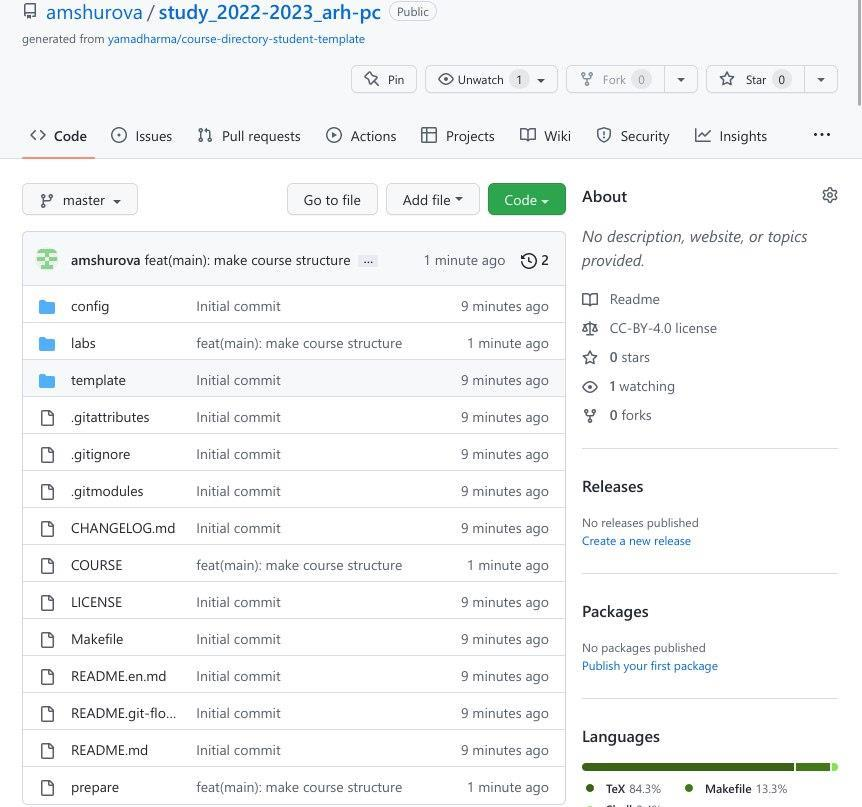 amshurova / study_2022-2023_arh-pc Public
generated from yamadharma/course-directory-student-template
Pin Unwatch 1 Fork 0 Star 0
Code Issues Pull requests Actions Projects Wiki Security Insights ...
master Go to file Add file Code
amshurova feat(main): make course structure ... 1 minute ago 2
config Initial commit 9 minutes ago
labs feat(main): make course structure 1 minute ago
template Initial commit 9 minutes ago
.gitattributes Initial commit 9 minutes ago
.gitignore Initial commit 9 minutes ago
.gitmodules Initial commit 9 minutes ago
CHANGELOG.md Initial commit 9 minutes ago
COURSE feat(main): make course structure 1 minute ago
LICENSE Initial commit 9 minutes ago
Makefile Initial commit 9 minutes ago
README.en.md Initial commit 9 minutes ago
README.git-flo... Initial commit 9 minutes ago
README.md Initial commit 9 minutes ago
prepare feat(main): make course structure 1 minute ago
About
No description, website, or topics
provided.
Readme
CC-BY-4.0 license
0 stars
1 watching
0 forks
Releases
No releases published
Create a new release
Packages
No packages published
Publish your first package
Languages
TeX 84.3% Makefile 13.3%